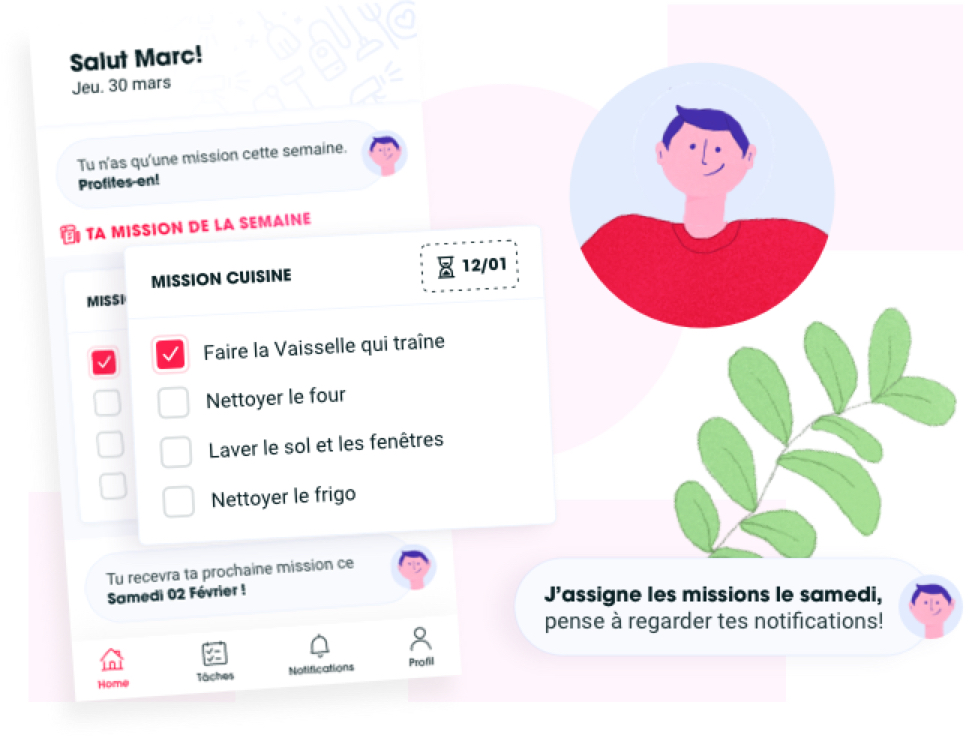 Salut Marc!
Jeu. 30 mars
Tu n'as qu'une mission cette semaine.
Profites-en!
TA MISSION DE LA SEMAINE
MISSI
MISSION CUISINE
12/01
Faire la Vaisselle qui traîne
Nettoyer le four
Laver le sol et les fenêtres
Nettoyer le frigo
Tu recevra ta prochaine mission ce
Samedi 02 Février !
Home
Tâches
Notifications
Profil
J'assigne les missions le samedi,
pense à regarder tes notifications!